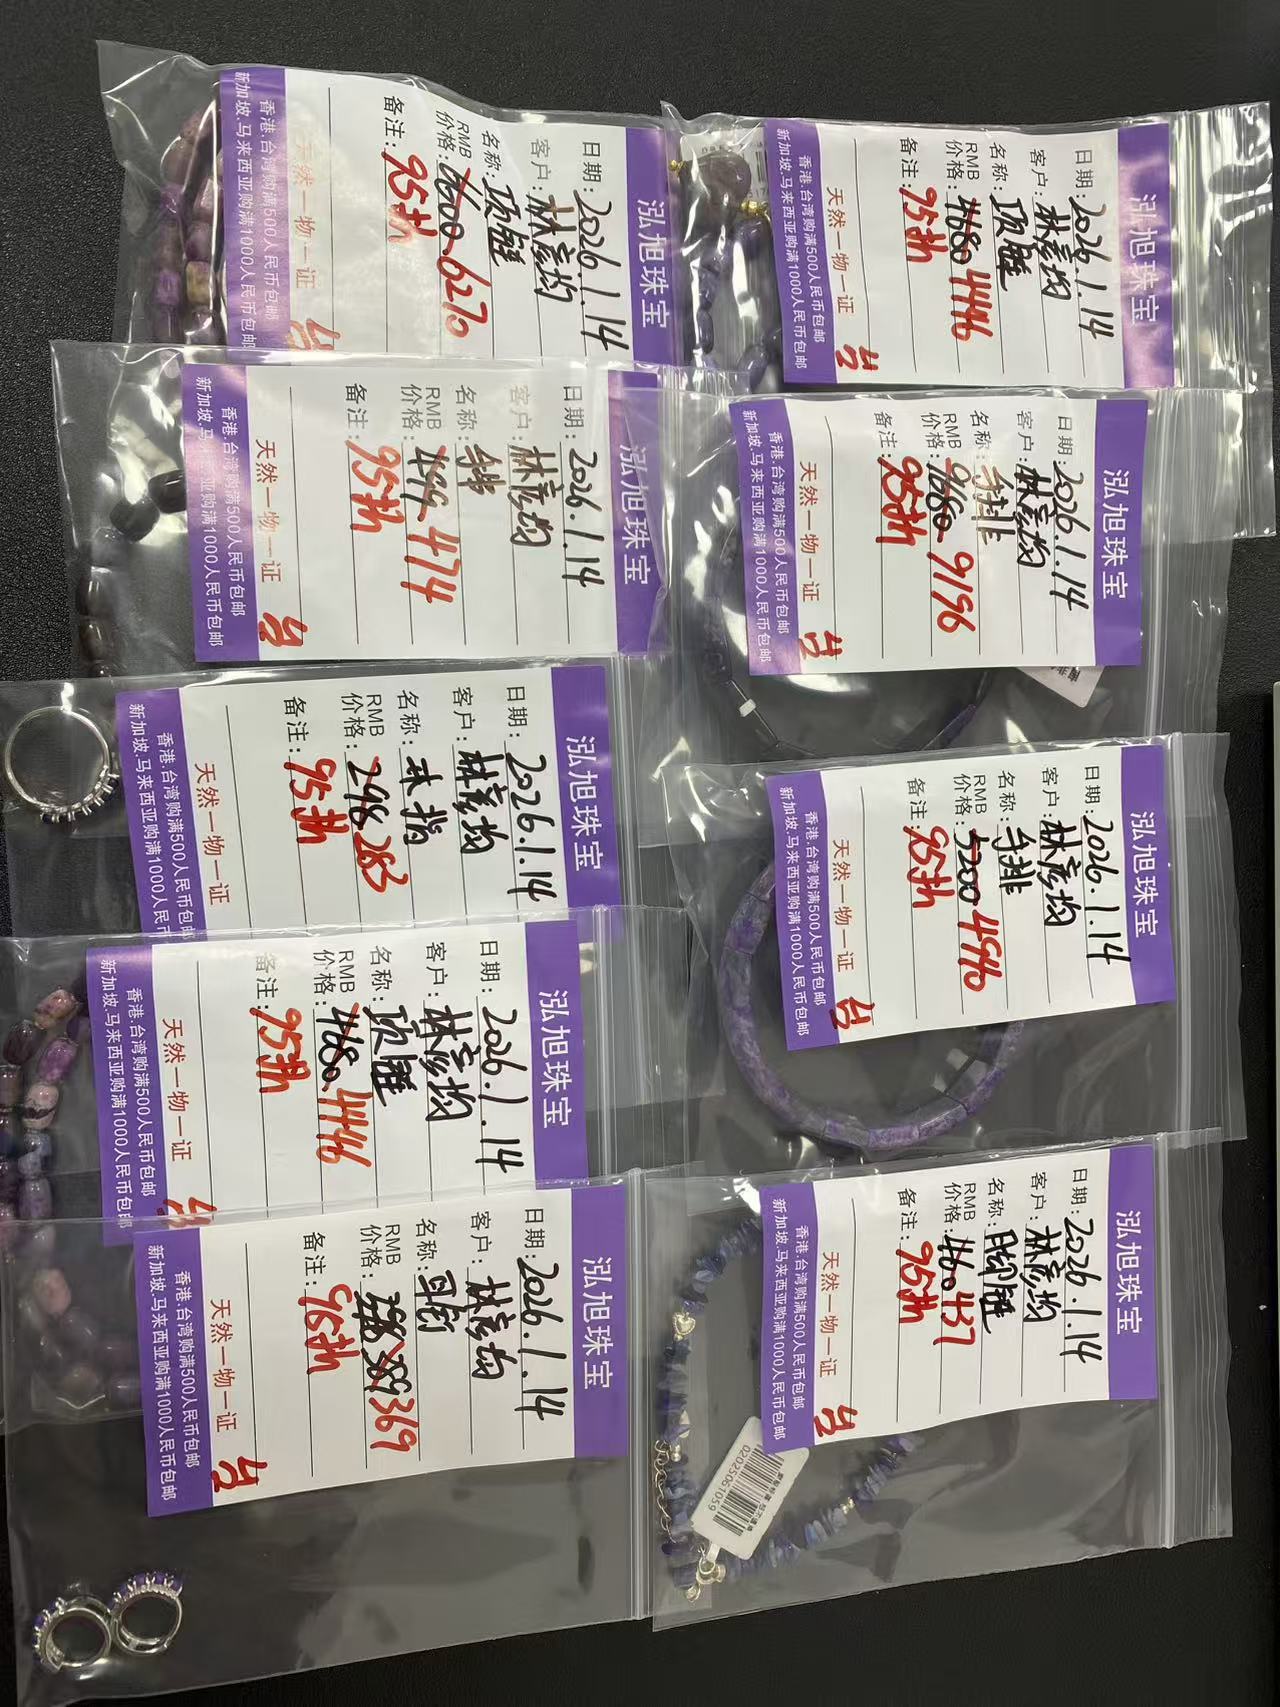 泓旭珠宝
日期:2026.1.14
客户:林彦均
名称:项链
RMB
价格:6600 6270
备注:95折
天然一物一证
台
香港.台湾购满500人民币包邮
新加坡.马来西亚购满1000人民币包邮
泓旭珠宝
日期:2026.1.14
客户:林彦均
名称:项链
RMB
价格:4680 4446
备注:95折
天然一物一证
台
香港.台湾购满500人民币包邮
新加坡.马来西亚购满1000人民币包邮
泓旭珠宝
日期:2026.1.14
客户:林彦均
名称:手串
RMB
价格:499 474
备注:95折
天然一物一证
台
香港.台湾购满500人民币包邮
新加坡.马来西亚购满1000人民币包邮
泓旭珠宝
日期:2026.1.14
客户:林彦均
名称:手排
RMB
价格:9680 9196
备注:95折
天然一物一证
台
香港.台湾购满500人民币包邮
新加坡.马来西亚购满1000人民币包邮
泓旭珠宝
日期:2026.1.14
客户:林彦均
名称:戒指
RMB
价格:298 283
备注:95折
天然一物一证
香港.台湾购满500人民币包邮
新加坡.马来西亚购满1000人民币包邮
泓旭珠宝
日期:2026.1.14
客户:林彦均
名称:手排
RMB
价格:5200 4940
备注:95折
天然一物一证
台
香港.台湾购满500人民币包邮
新加坡.马来西亚购满1000人民币包邮
泓旭珠宝
日期:2026.1.14
客户:林彦均
名称:项链
RMB
价格:4680 4446
备注:95折
天然一物一证
台
香港.台湾购满500人民币包邮
新加坡.马来西亚购满1000人民币包邮
泓旭珠宝
日期:2026.1.14
客户:林彦均
名称:脚链
RMB
价格:460 437
备注:95折
天然一物一证
台
香港.台湾购满500人民币包邮
新加坡.马来西亚购满1000人民币包邮
02025061059
泓旭珠宝
日期:2026.1.14
客户:林彦均
名称:耳钉
RMB
价格:389 369
备注:95折
天然一物一证
台
香港.台湾购满500人民币包邮
新加坡.马来西亚购满1000人民币包邮